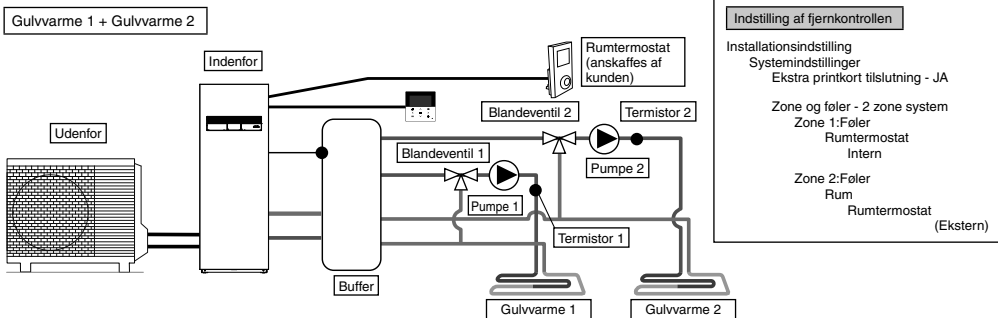 Gulvvarme 1 + Gulvvarme 2
Indenfor
Udenfor
Rumtermostat
(anskaffes af
kunden)
Blandeventil 2
Termistor 2
Blandeventil 1
Pumpe 2
Pumpe 1
Termistor 1
Buffer
Gulvvarme 1
Gulvvarme 2
Indstilling af fjernkontrollen
Installationsindstilling
Systemindstillinger
Ekstra printkort tilslutning - JA
Zone og føler - 2 zone system
Zone 1:Føler
Rumtermostat
Intern
Zone 2:Føler
Rum
Rumtermostat
(Ekstern)